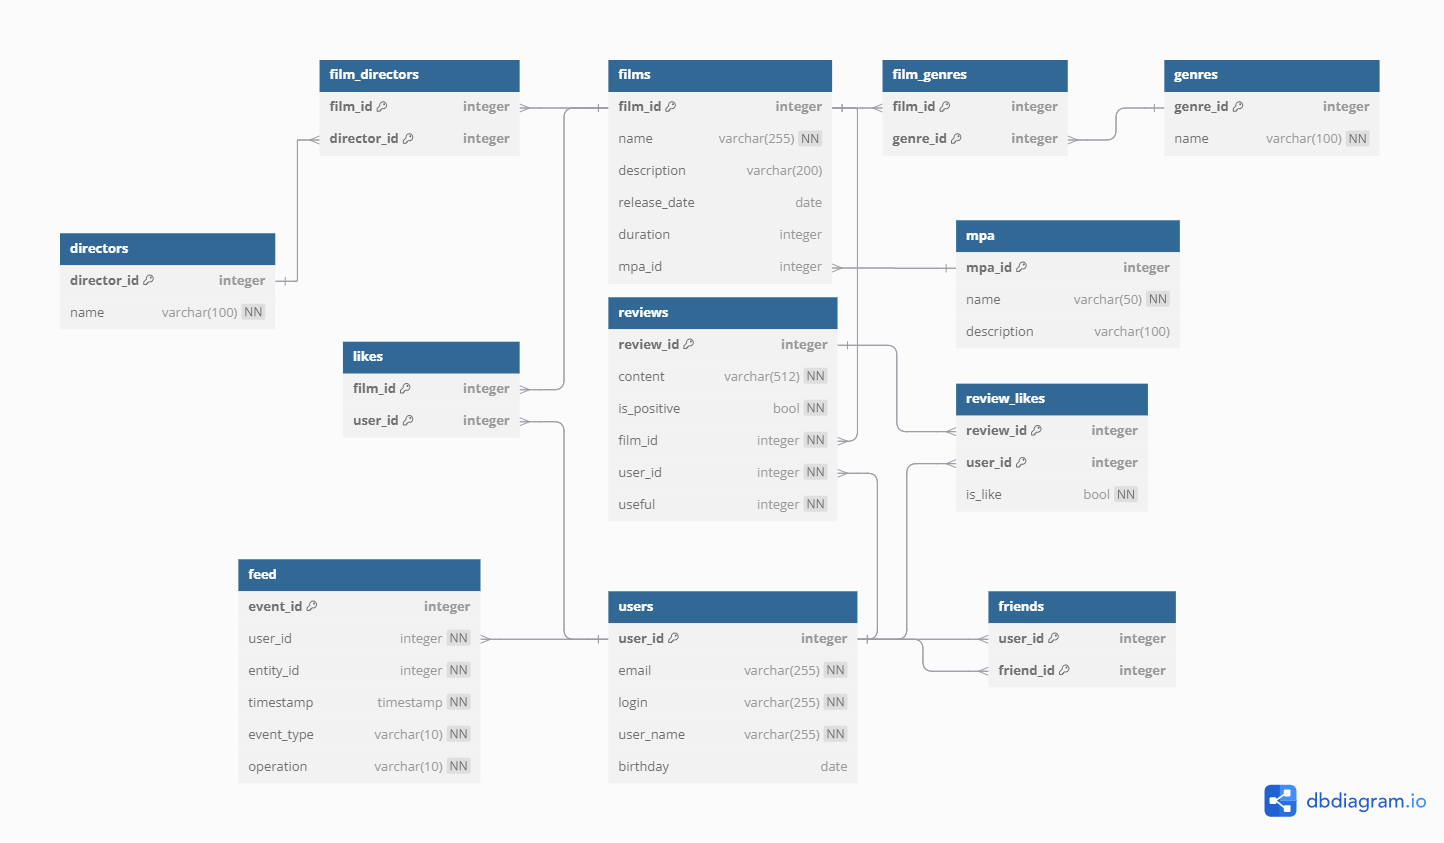 film_directors
film_id integer
director_id integer
films
film_id integer
name varchar(255) NN
description varchar(200)
release_date date
duration integer
mpa_id integer
film_genres
film_id integer
genre_id integer
genres
genre_id integer
name varchar(100) NN
directors
director_id integer
name varchar(100) NN
mpa
mpa_id integer
name varchar(50) NN
description varchar(100)
likes
film_id integer
user_id integer
reviews
review_id integer
content varchar(512) NN
is_positive bool NN
film_id integer NN
user_id integer NN
useful integer NN
review_likes
review_id integer
user_id integer
is_like bool NN
feed
event_id integer
user_id integer NN
entity_id integer NN
timestamp timestamp NN
event_type varchar(10) NN
operation varchar(10) NN
users
user_id integer
email varchar(255) NN
login varchar(255) NN
user_name varchar(255) NN
birthday date
friends
user_id integer
friend_id integer
dbdiagram.io